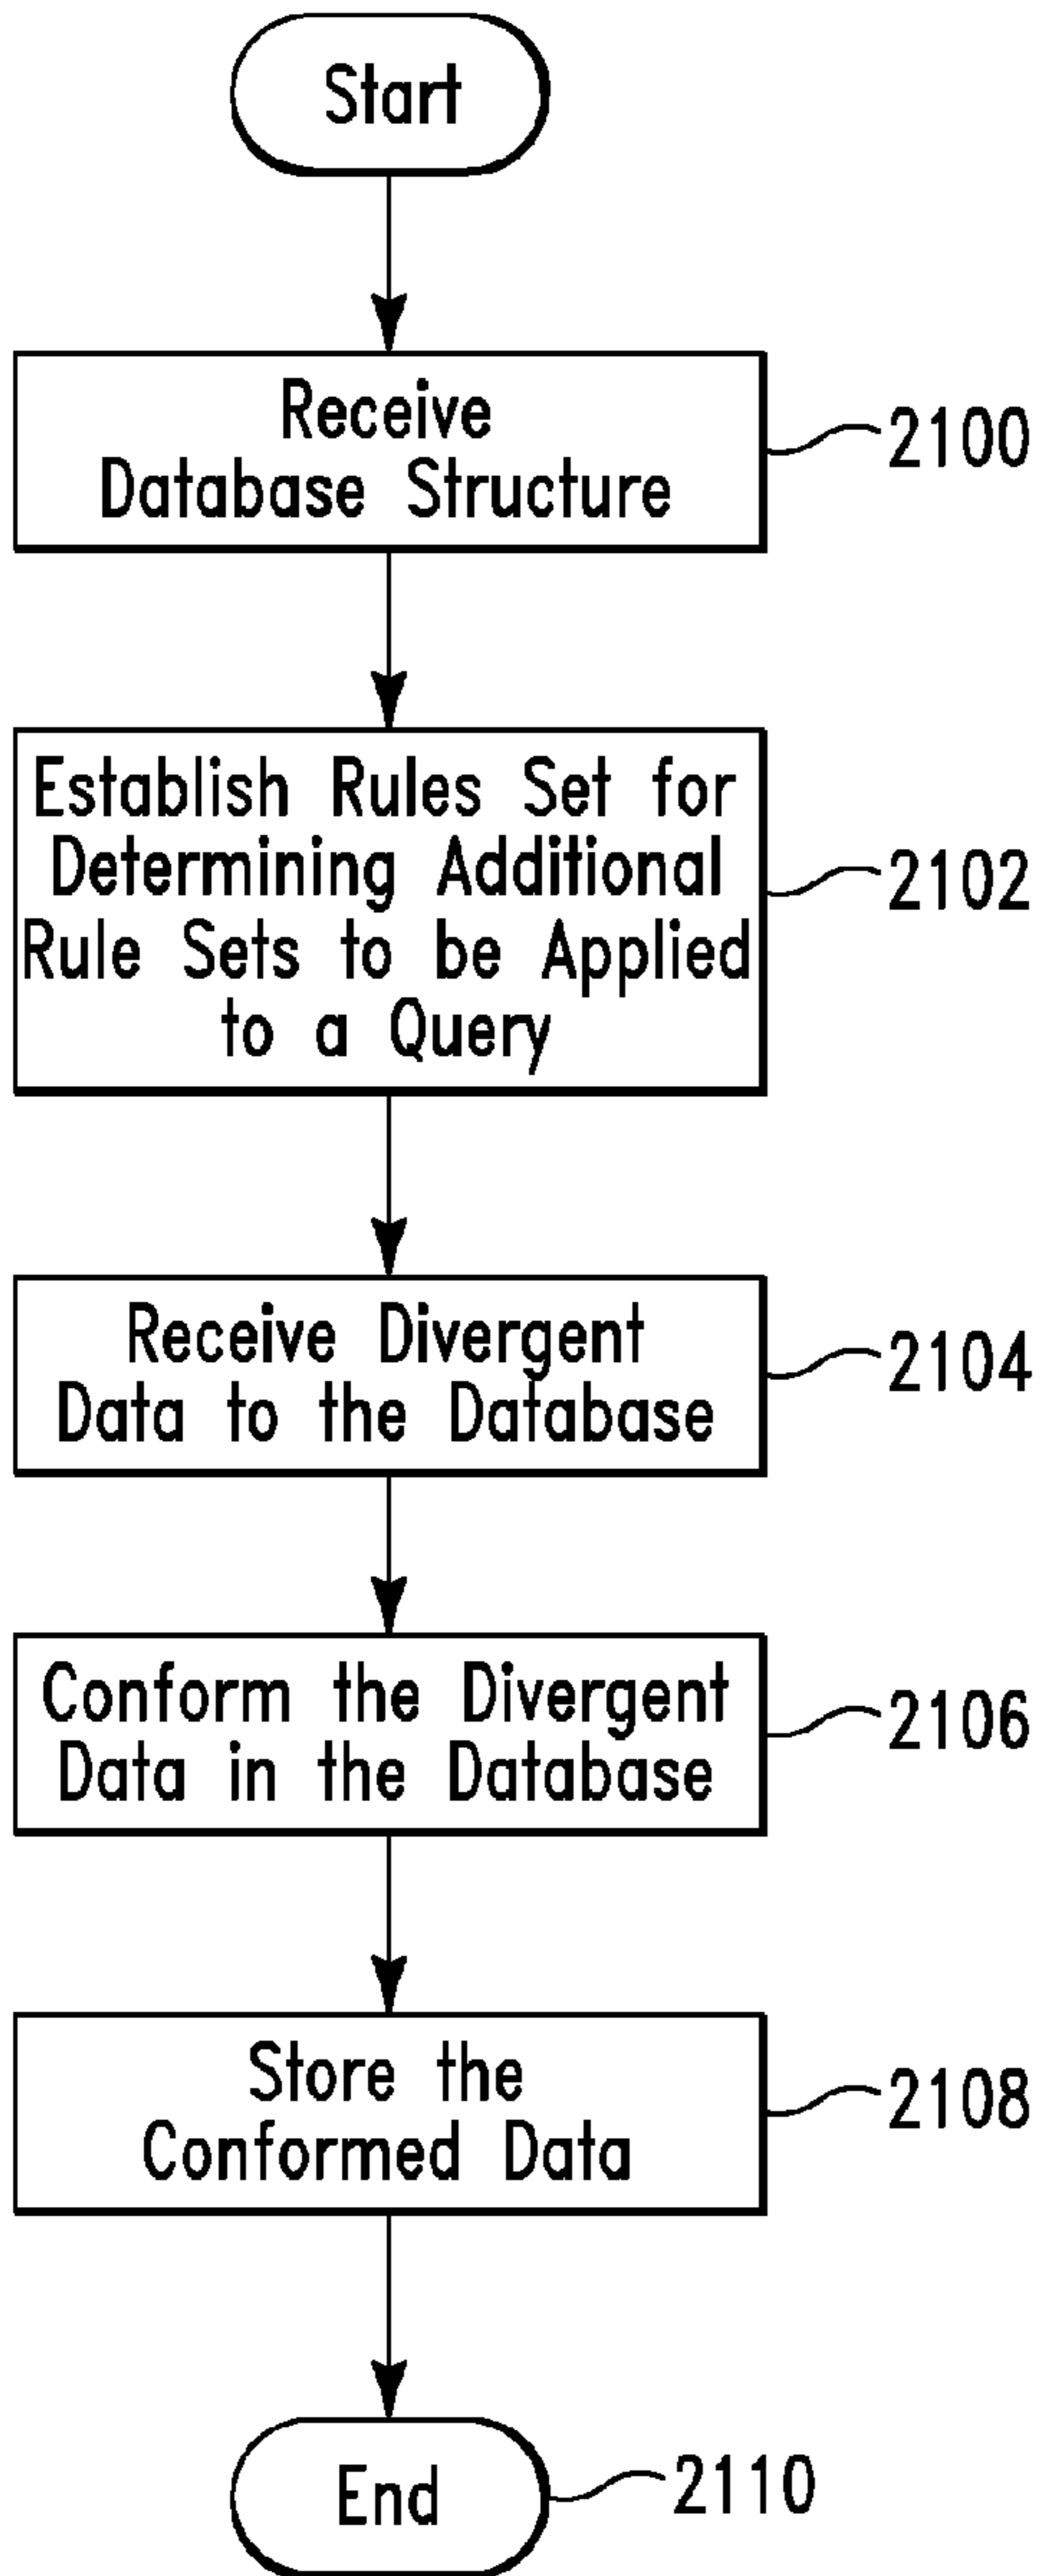 Start
Receive
Database Structure
2100
Establish Rules Set for
Determining Additional
Rule Sets to be Applied
to a Query
2102
Receive Divergent
Data to the Database
2104
Conform the Divergent
Data in the Database
2106
Store the
Conformed Data
2108
End
2110